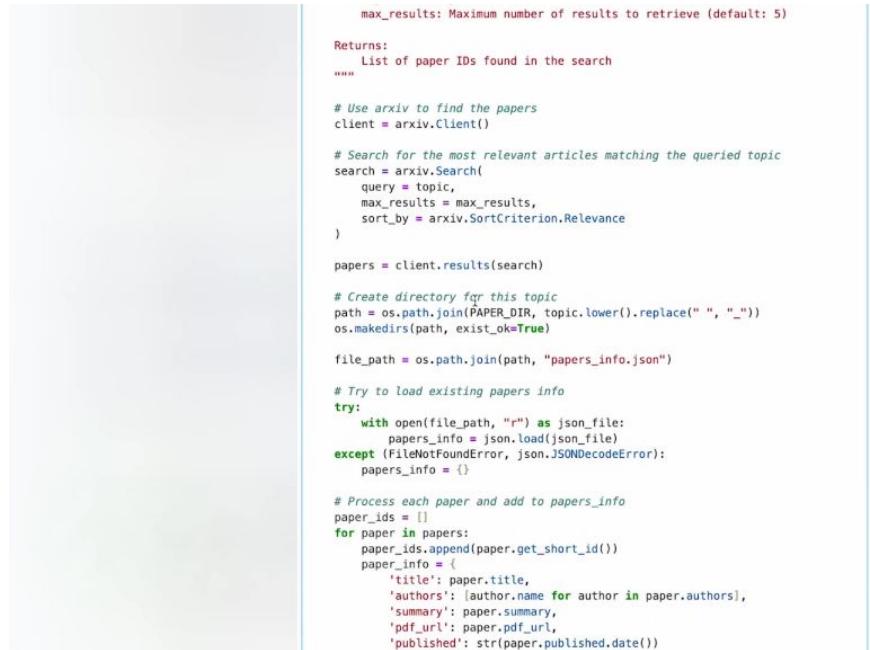 max_results: Maximum number of results to retrieve (default: 5)
Returns:
List of paper IDs found in the search
"""
# Use arxiv to find the papers
client = arxiv.Client()
# Search for the most relevant articles matching the queried topic
search = arxiv.Search(
query = topic,
max_results = max_results,
sort_by = arxiv.SortCriterion.Relevance
)
papers = client.results(search)
# Create directory for this topic
path = os.path.join(PAPER_DIR, topic.lower().replace(" ", "_"))
os.makedirs(path, exist_ok=True)
file_path = os.path.join(path, "papers_info.json")
# Try to load existing papers info
try:
with open(file_path, "r") as json_file:
papers_info = json.load(json_file)
except (FileNotFoundError, json.JSONDecodeError):
papers_info = {}
# Process each paper and add to papers_info
paper_ids = []
for paper in papers:
paper_ids.append(paper.get_short_id())
paper_info = {
'title': paper.title,
'authors': [author.name for author in paper.authors],
'summary': paper.summary,
'pdf_url': paper.pdf_url,
'published': str(paper.published.date())